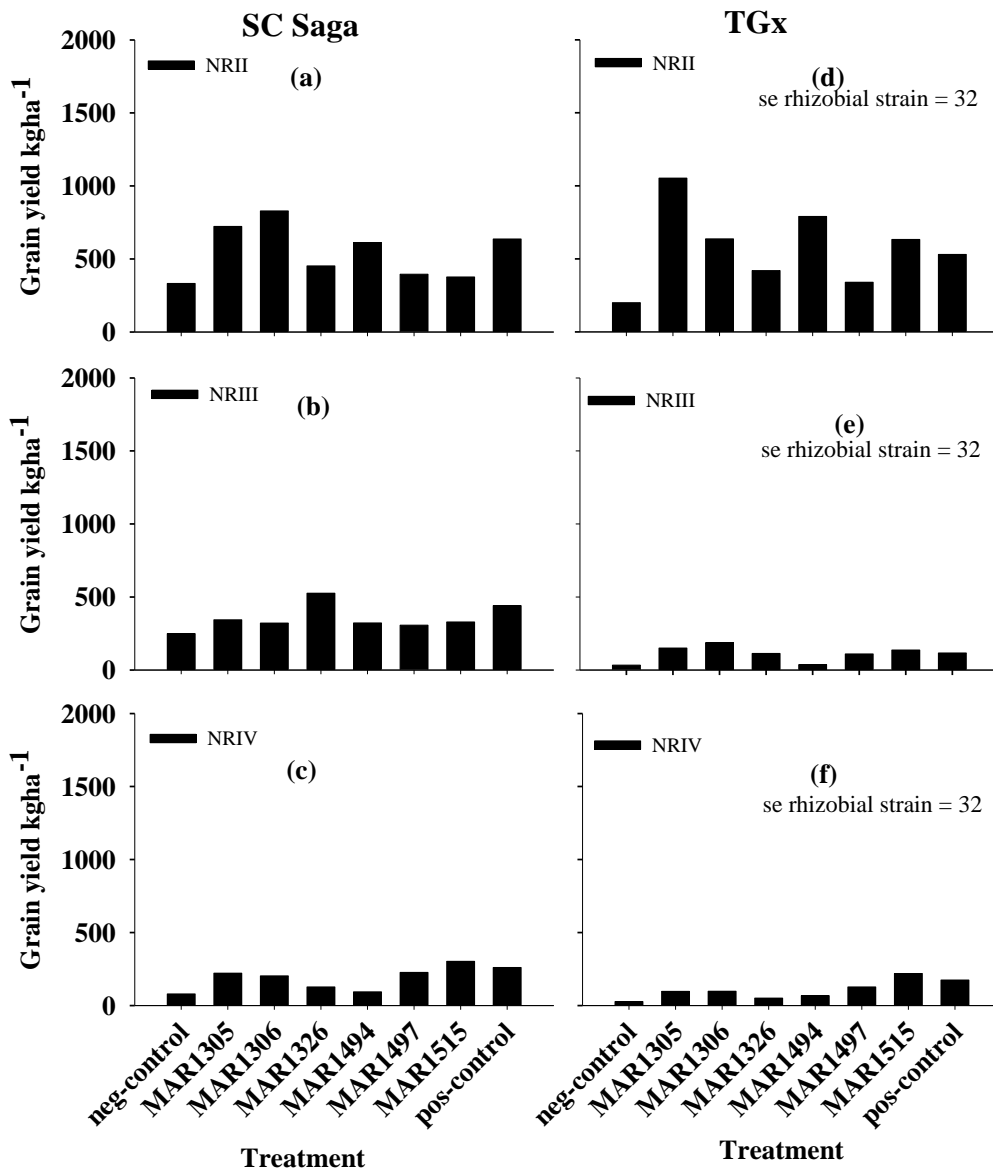 SC Saga
TGx
Grain yield kgha-1
2000
1500
1000
500
0
NRII
(a)
NRII
(d)
se rhizobial strain = 32
Grain yield kgha-1
2000
1500
1000
500
0
NRIII
(b)
NRIII
(e)
se rhizobial strain = 32
Grain yield kgha-1
2000
1500
1000
500
0
NRIV
(c)
NRIV
(f)
se rhizobial strain = 32
neg-control
MAR1305
MAR1306
MAR1326
MAR1494
MAR1497
MAR1515
pos-control
neg-control
MAR1305
MAR1306
MAR1326
MAR1494
MAR1497
MAR1515
pos-control
Treatment
Treatment